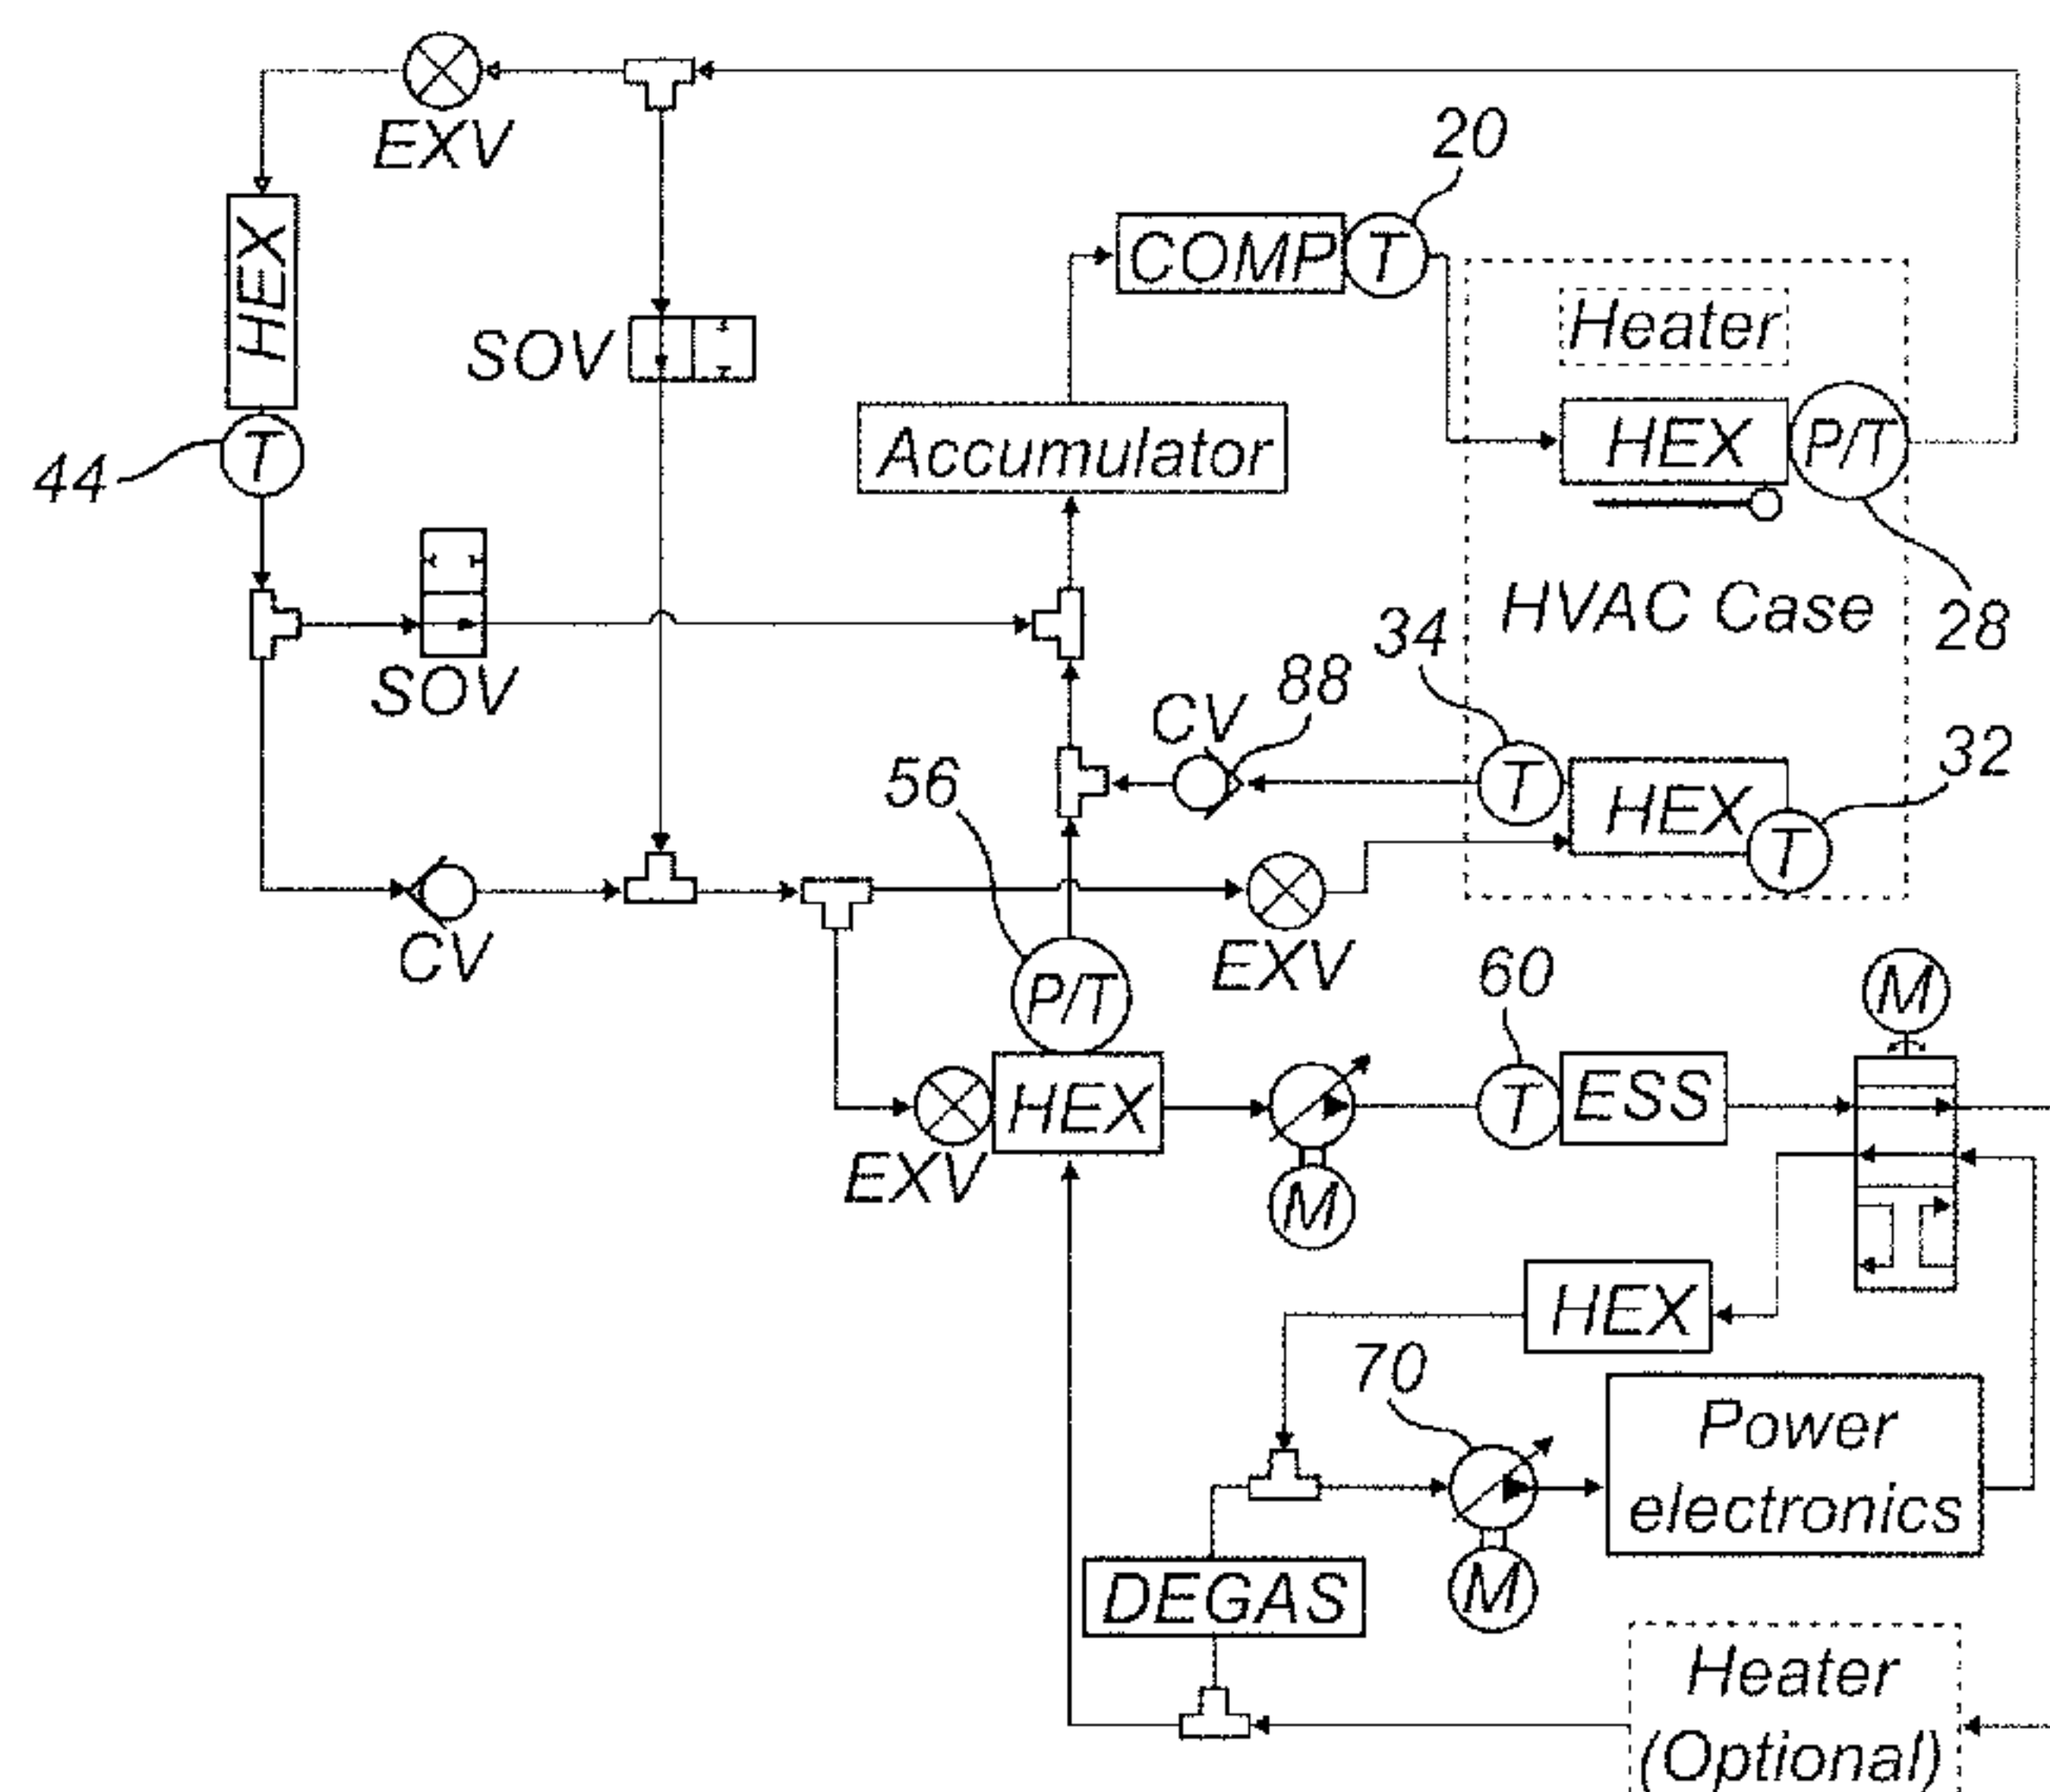 EXV
20
HEX
COMP
T
Heater
SOV
HEX
P/T
Accumulator
T
44
HVAC Case
28
34
SOV
CV
88
32
56
T
HEX
T
CV
EXV
60
M
P/T
EXV
HEX
T
ESS
M
HEX
70
Power
electronics
DEGAS
M
Heater
(Optional)